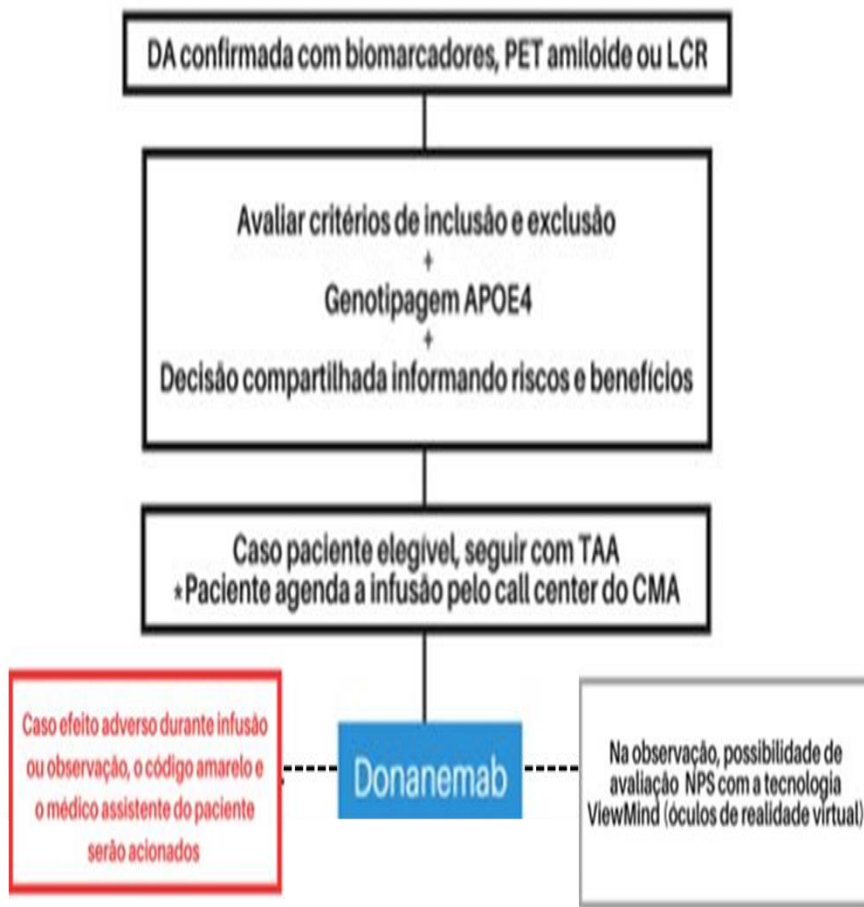 DA confirmada com biomarcadores, PET amiloide ou LCR
Avaliar critérios de inclusão e exclusão
+
Genotipagem APOE4
+
Decisão compartilhada informando riscos e benefícios
Caso paciente elegível, seguir com TAA
*Paciente agenda a infusão pelo call center do CMA
Caso efeito adverso durante infusão
ou observação, o código amarelo e
o médico assistente do paciente
serão acionados
Donanemab
Na observação, possibilidade de
avaliação NPS com a tecnologia
ViewMind (óculos de realidade virtual)